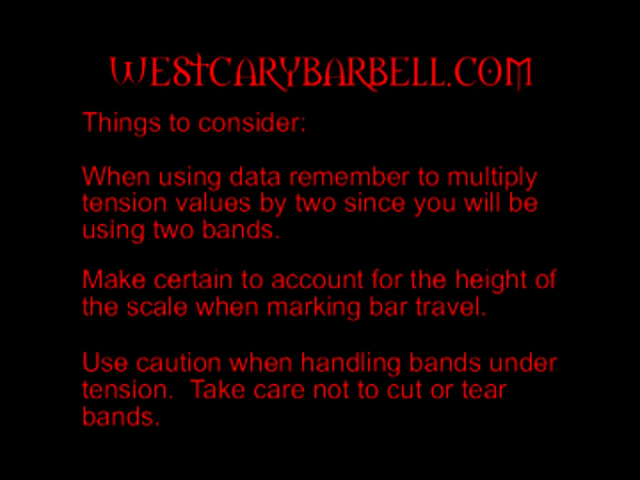 WESTCARYBARBELL.COM
Things to consider:
When using data remember to multiply
tension values by two since you will be
using two bands.
Make certain to account for the height of
the scale when marking bar travel.
Use caution when handling bands under
tension.  Take care not to cut or tear
bands.